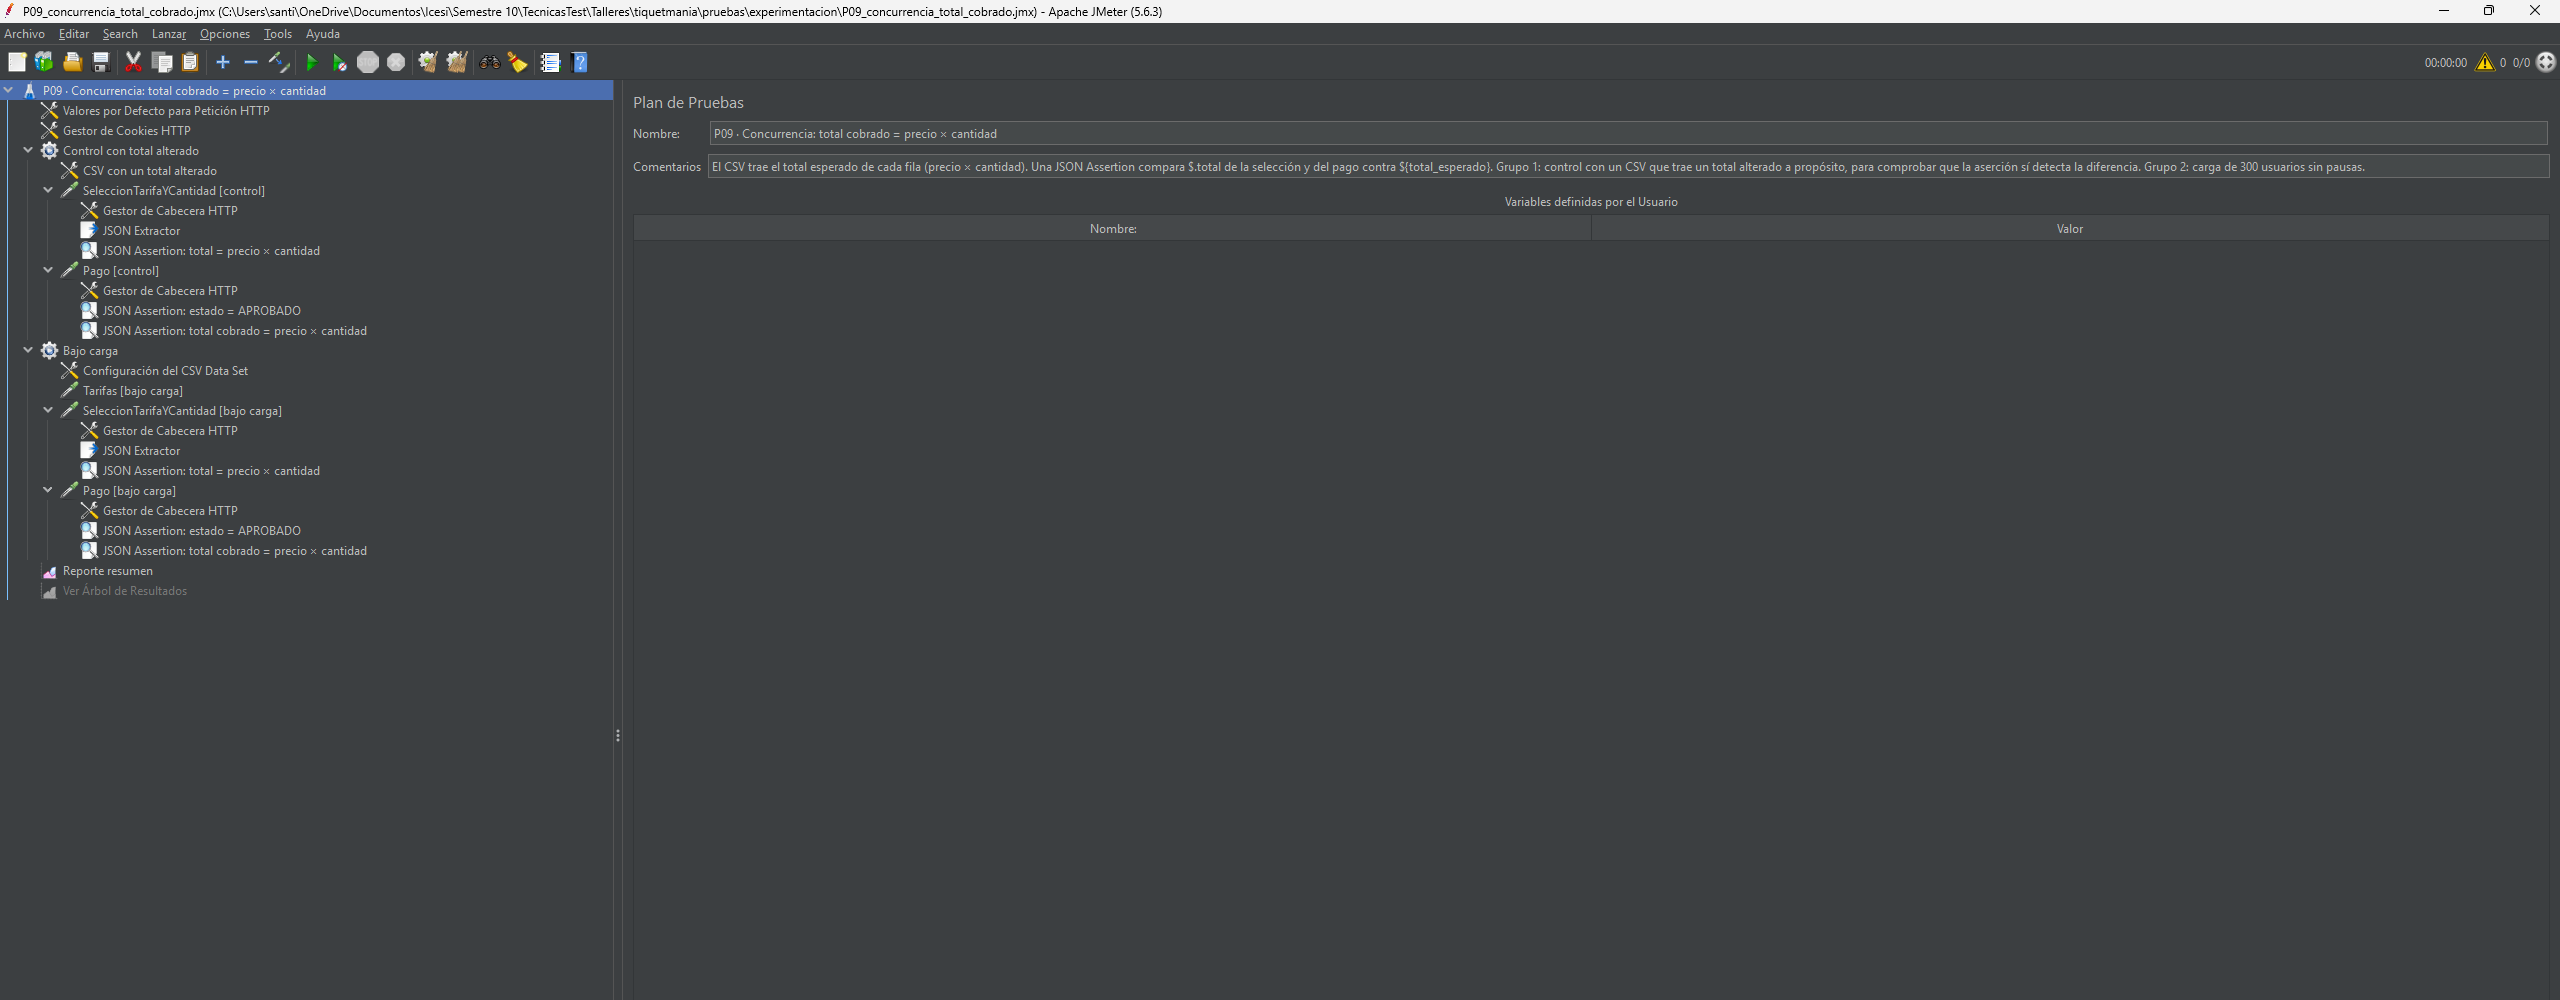 P09_concurrencia_total_cobrado.jmx (C:\Users\santi\OneDrive\Documentos\Icesi\Semestre 10\TecnicasTest\Talleres\tiquetmania\pruebas\experimentacion\P09_concurrencia_total_cobrado.jmx) - Apache JMeter (5.6.3)
Archivo Editar Search Lanzar Opciones Tools Ayuda
STOP
00:00:00 0 0/0
P09 · Concurrencia: total cobrado = precio × cantidad
Valores por Defecto para Petición HTTP
Gestor de Cookies HTTP
Control con total alterado
CSV con un total alterado
SeleccionTarifaYCantidad [control]
Gestor de Cabecera HTTP
JSON Extractor
JSON Assertion: total = precio × cantidad
Pago [control]
Gestor de Cabecera HTTP
JSON Assertion: estado = APROBADO
JSON Assertion: total cobrado = precio × cantidad
Bajo carga
Configuración del CSV Data Set
Tarifas [bajo carga]
SeleccionTarifaYCantidad [bajo carga]
Gestor de Cabecera HTTP
JSON Extractor
JSON Assertion: total = precio × cantidad
Pago [bajo carga]
Gestor de Cabecera HTTP
JSON Assertion: estado = APROBADO
JSON Assertion: total cobrado = precio × cantidad
Reporte resumen
Ver Árbol de Resultados
Plan de Pruebas
Nombre: P09 · Concurrencia: total cobrado = precio × cantidad
Comentarios El CSV trae el total esperado de cada fila (precio × cantidad). Una JSON Assertion compara $.total de la selección y del pago contra ${total_esperado}. Grupo 1: control con un CSV que trae un total alterado a propósito, para comprobar que la aserción sí detecta la diferencia. Grupo 2: carga de 300 usuarios sin pausas.
Variables definidas por el Usuario
Nombre: Valor